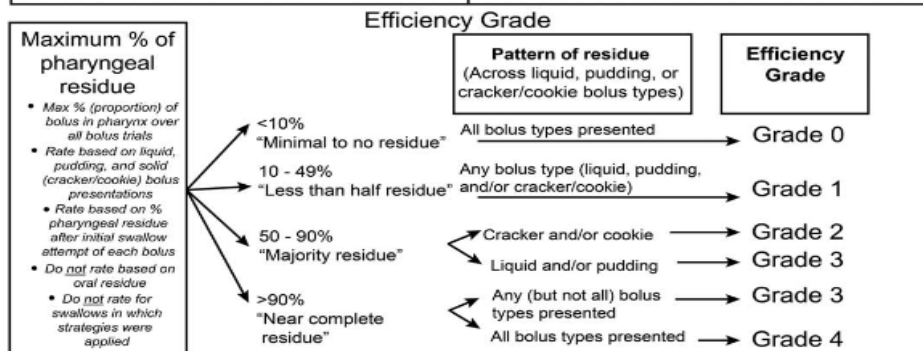 Efficiency Grade
Maximum % of
pharyngeal
residue
• Max % (proportion) of
bolus in pharynx over
all bolus trials
• Rate based on liquid,
pudding, and solid
(cracker/cookie) bolus
presentations
• Rate based on %
pharyngeal residue
after initial swallow
attempt of each bolus
• Do not rate based on
oral residue
• Do not rate for
swallows in which
strategies were
applied
Pattern of residue
(Across liquid, pudding, or
cracker/cookie bolus types)
Efficiency
Grade
<10%
"Minimal to no residue"
All bolus types presented
Grade 0
10 - 49%
"Less than half residue"
Any bolus type (liquid, pudding,
and/or cracker/cookie)
Grade 1
50 - 90%
"Majority residue"
Cracker and/or cookie
Grade 2
Liquid and/or pudding
Grade 3
>90%
"Near complete
residue"
Any (but not all) bolus
types presented
Grade 3
All bolus types presented
Grade 4